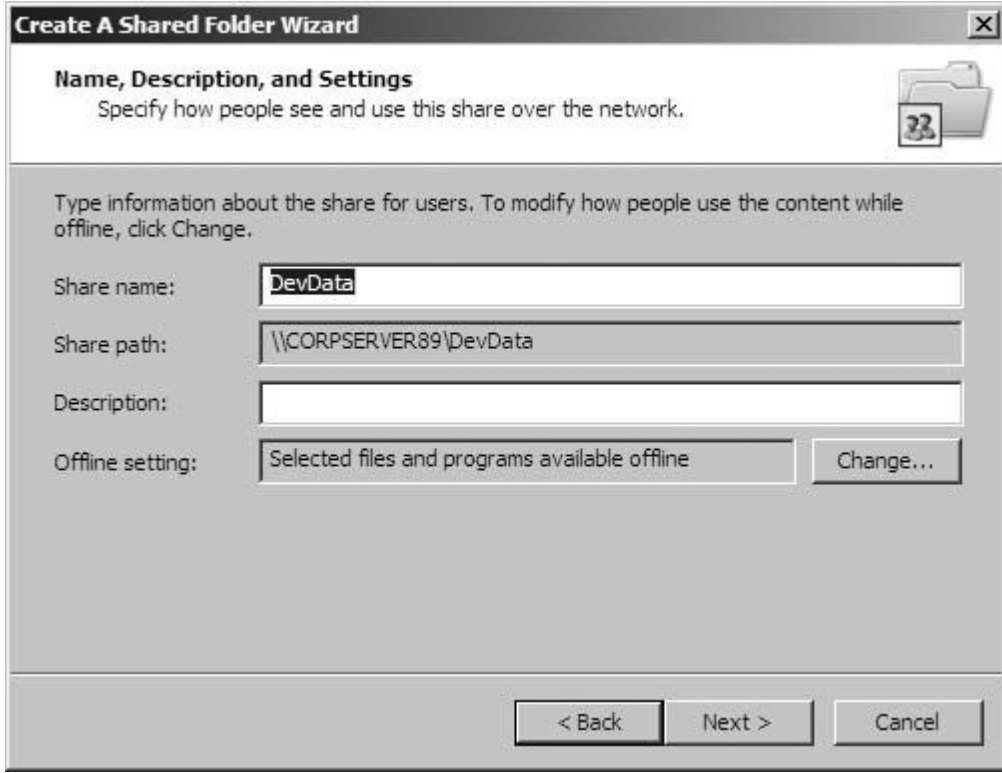 Create A Shared Folder Wizard
Name, Description, and Settings
Specify how people see and use this share over the network.
Type information about the share for users. To modify how people use the content while
offline, click Change.
Share name: DevData
Share path: \\CORPSERVER89\DevData
Description:
Offline setting: Selected files and programs available offline Change...
< Back Next > Cancel